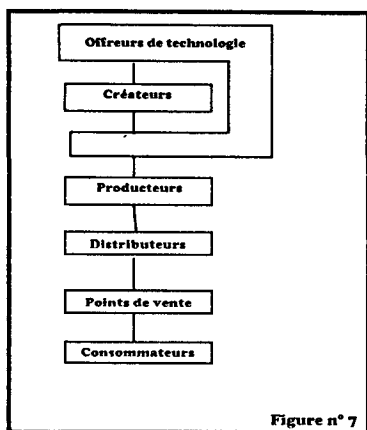 Offreurs de technologie
Créateurs
Producteurs
Distributeurs
Points de vente
Consommateurs
Figure n° 7